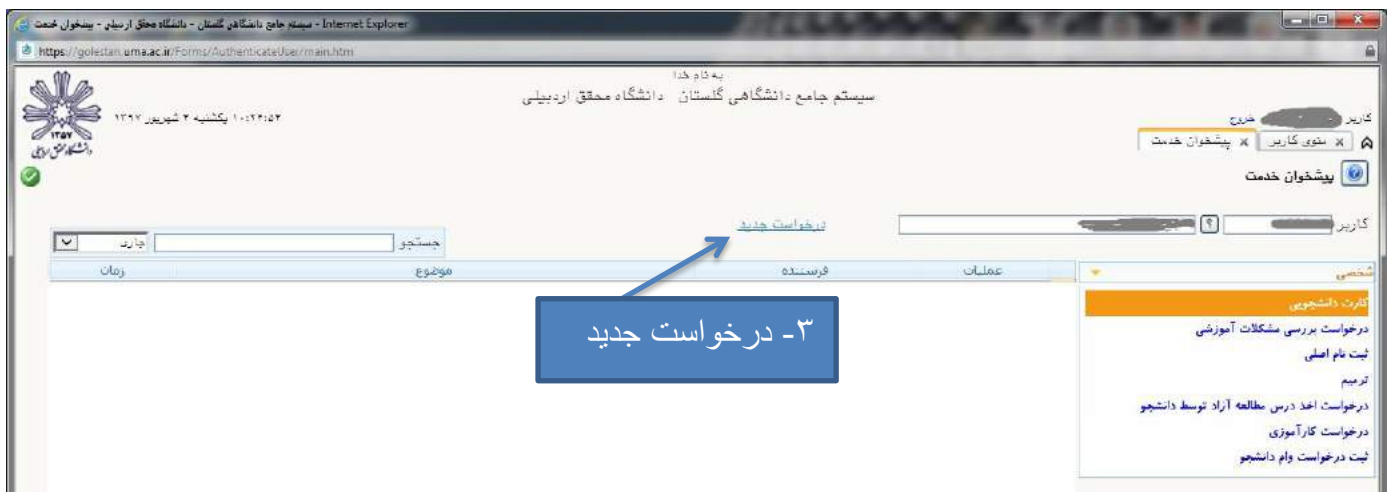 سیستم جامع دانشگاهی گلستان - دانشگاه محقق اردبیلی - پیشخوان خدمت - Internet Explorer
https://golestan.uma.ac.ir/Forms/AuthenticateUser/main.htm
به نام خدا
سیستم جامع دانشگاهی گلستان دانشگاه محقق اردبیلی
کاربر خروج
یکشنبه ۴ شهریور ۱۳۹۷
۱۳۵۷
منوی کاربر x پیشخوان خدمت x
پیشخوان خدمت
کاربر ؟ درخواست جدید
جستجو جاری
شخصی عملیات فرستنده موضوع زمان
کارت دانشجویی
درخواست بررسی مشکلات آموزشی
ثبت نام اصلی
ترمیم
درخواست اخذ درس مطالعه آزاد توسط دانشجو
درخواست کارآموزی
ثبت درخواست وام دانشجو
۳- درخواست جدید